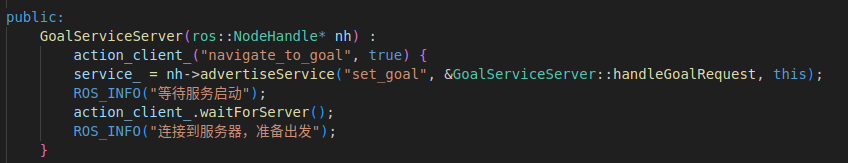 public:
GoalServiceServer(ros::NodeHandle* nh) :
action_client_("navigate_to_goal", true) {
service_ = nh->advertiseService("set_goal", &GoalServiceServer::handleGoalRequest, this);
ROS_INFO("等待服务启动");
action_client_.waitForServer();
ROS_INFO("连接到服务器，准备出发");
}